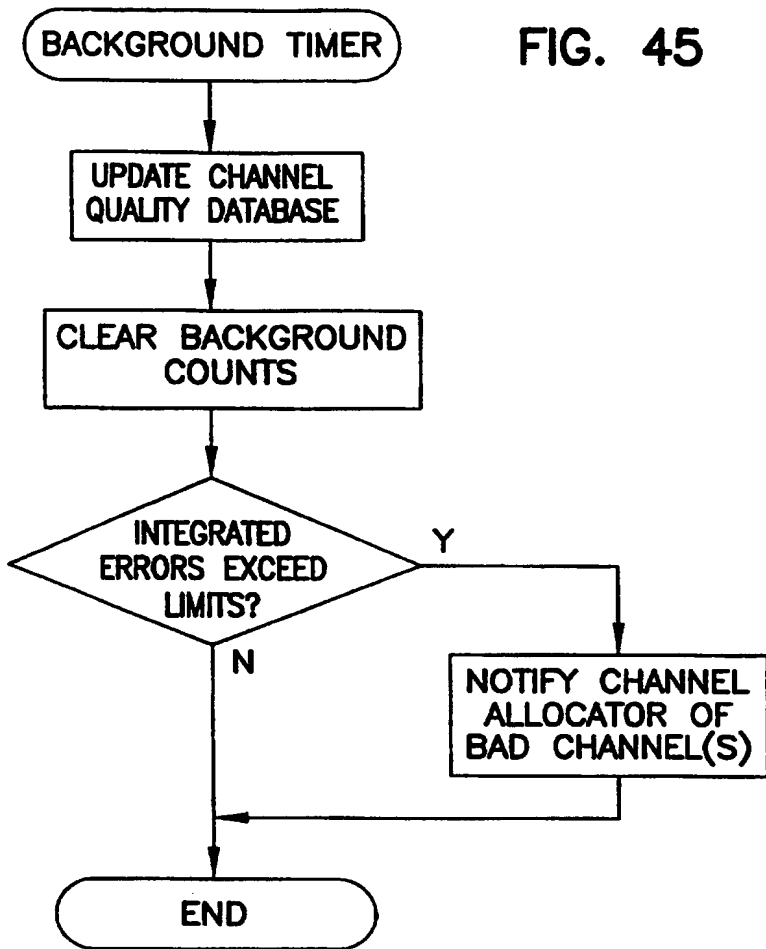 BACKGROUND TIMER
FIG. 45
UPDATE CHANNEL
QUALITY DATABASE
CLEAR BACKGROUND
COUNTS
INTEGRATED
ERRORS EXCEED
LIMITS?
Y
N
NOTIFY CHANNEL
ALLOCATOR OF
BAD CHANNEL(S)
END